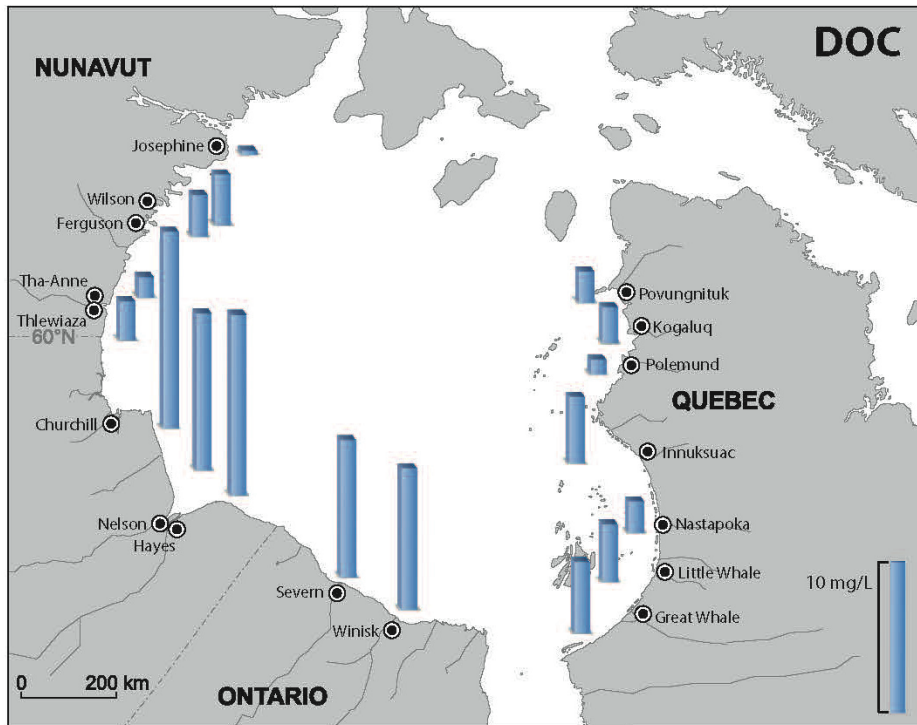 DOC
NUNAVUT
Josephine
Wilson
Ferguson
Tha-Anne
Thlewiaza
60°N
Churchill
Nelson
Hayes
Severn
Winisk
Povungnituk
Kogaluq
Polemund
QUEBEC
Innuksuac
Nastapoka
Little Whale
Great Whale
10 mg/L
0 200 km
ONTARIO